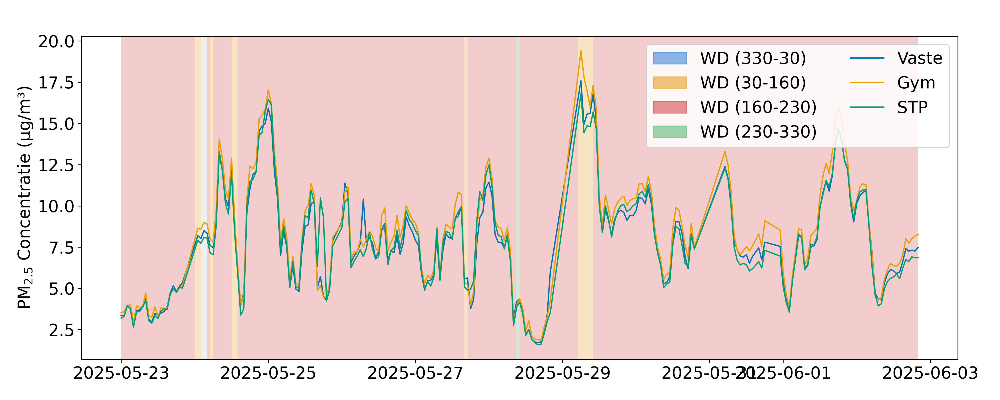 20.0
17.5
15.0
12.5
10.0
7.5
5.0
2.5
PM2.5 Concentratie (µg/m³)
WD (330-30)
WD (30-160)
WD (160-230)
WD (230-330)
Vaste
Gym
STP
2025-05-23
2025-05-25
2025-05-27
2025-05-29
2025-05-31
2025-06-01
2025-06-03